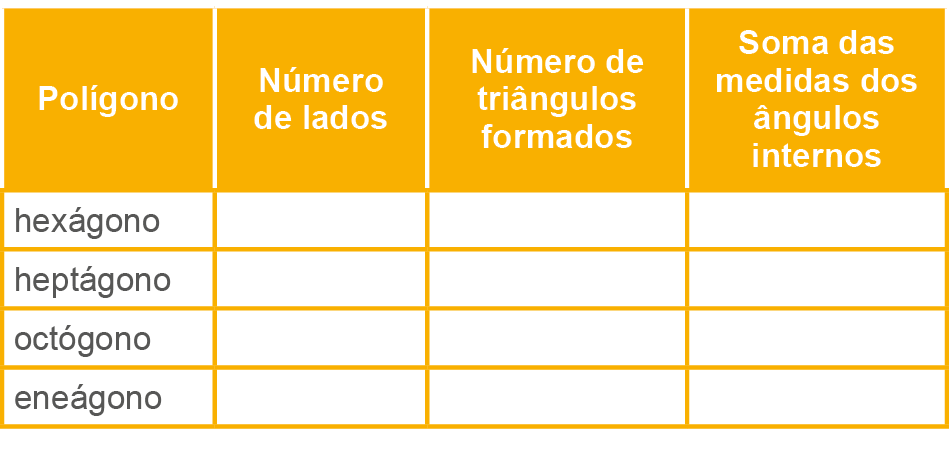 Polígono
Número
de lados
Número de
triângulos
formados
Soma das
medidas dos
ângulos
internos
hexágono
heptágono
octógono
eneágono